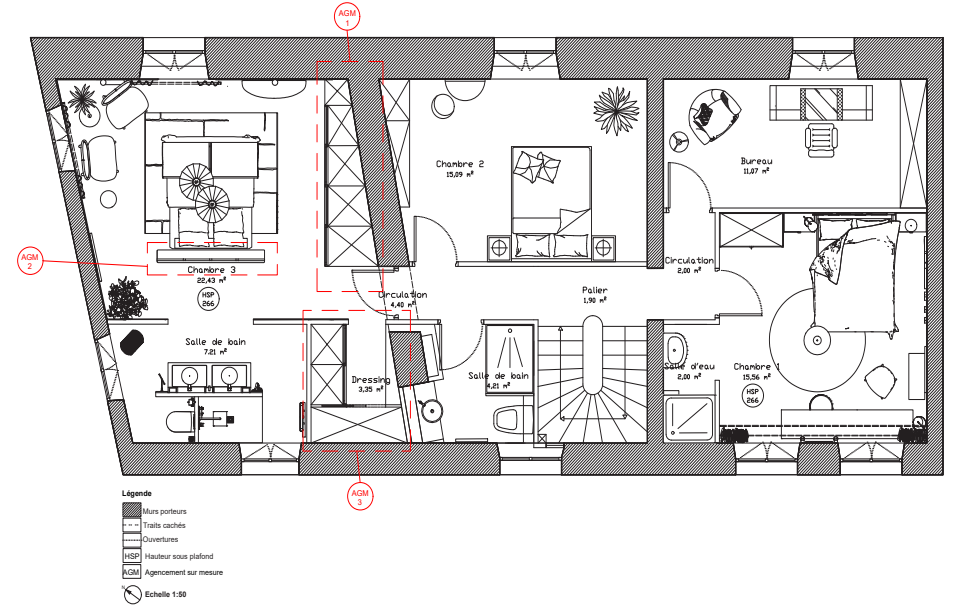 AGM
1
Chambre 2
15,09 m²
Bureau
11,07 m²
AGM
2
Chambre 3
22,43 m²
HSP
266
Circulation
4,40 m²
Palier
1,90 m²
Circulation
2,00 m²
Salle de bain
7.21 m²
Dressing
3,35 m²
Salle de bain
4,21 m²
Salle d'eau
2,00 m²
Chambre 1
15,56 m²
HSP
266
AGM
3
Légende
Murs porteurs
Traits cachés
Ouvertures
HSP Hauteur sous plafond
AGM Agencement sur mesure
N
Echelle 1:50